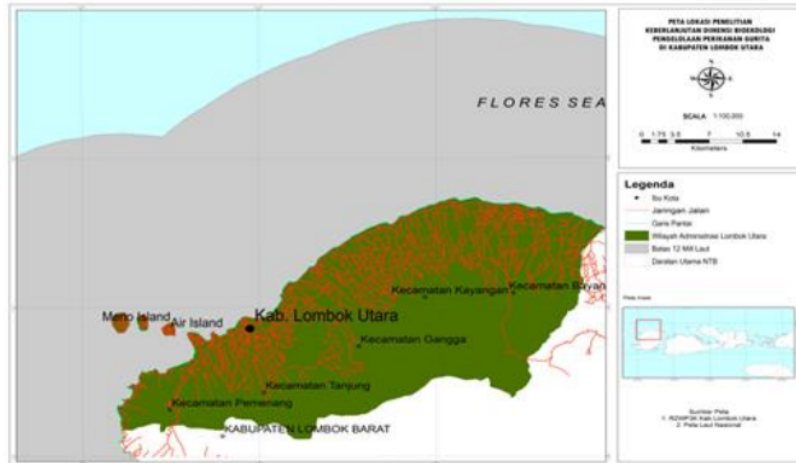 PETA LOKASI PENELITIAN
KEBERLANJUTAN DIMENSI BIOEKOLOGI
PENGELOLAAN PERIKANAN GURITA
DI KABUPATEN LOMBOK UTARA
N
W E
S
SCALA 1:100,000
0 1.75 3.5 7 10.5 14
Kilometers
Legenda
Ibu Kota
Jaringan Jalan
Garis Pantai
Wilayah Administrasi Lombok Utara
Batas 12 Mil Laut
Daratan Utama NTB
Sumber Peta
1. RZWP3K Kab Lombok Utara
2. Peta Laut Nasional
FLORES SEA
Kecamatan Kayangan
Kecamatan Bayan
Meno Island
Air Island
Kab. Lombok Utara
Kecamatan Gangga
Kecamatan Tanjung
Kecamatan Pemenang
KABUPATEN LOMBOK BARAT